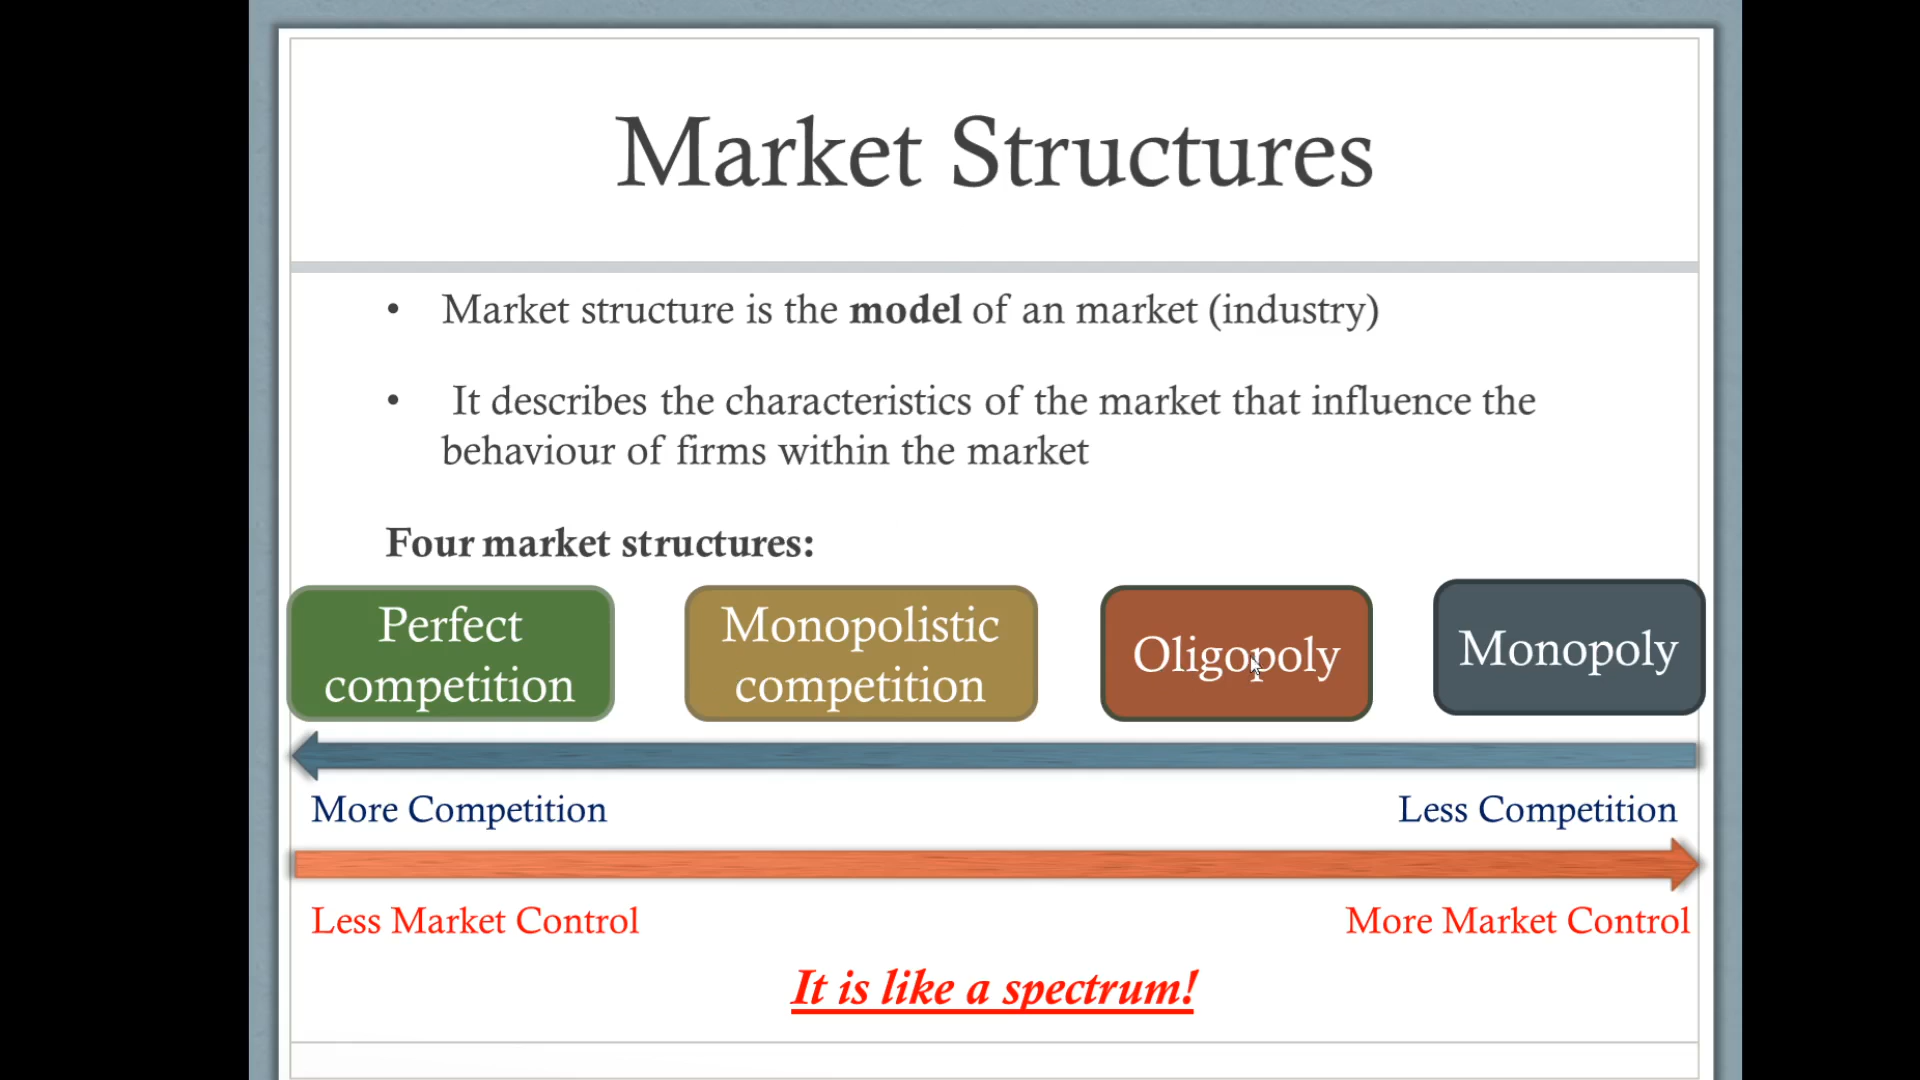 Market Structures
• Market structure is the model of an market (industry)
• It describes the characteristics of the market that influence the
behaviour of firms within the market
Four market structures:
Perfect
competition
Monopolistic
competition
Oligopoly
Monopoly
More Competition
Less Competition
Less Market Control
More Market Control
It is like a spectrum!